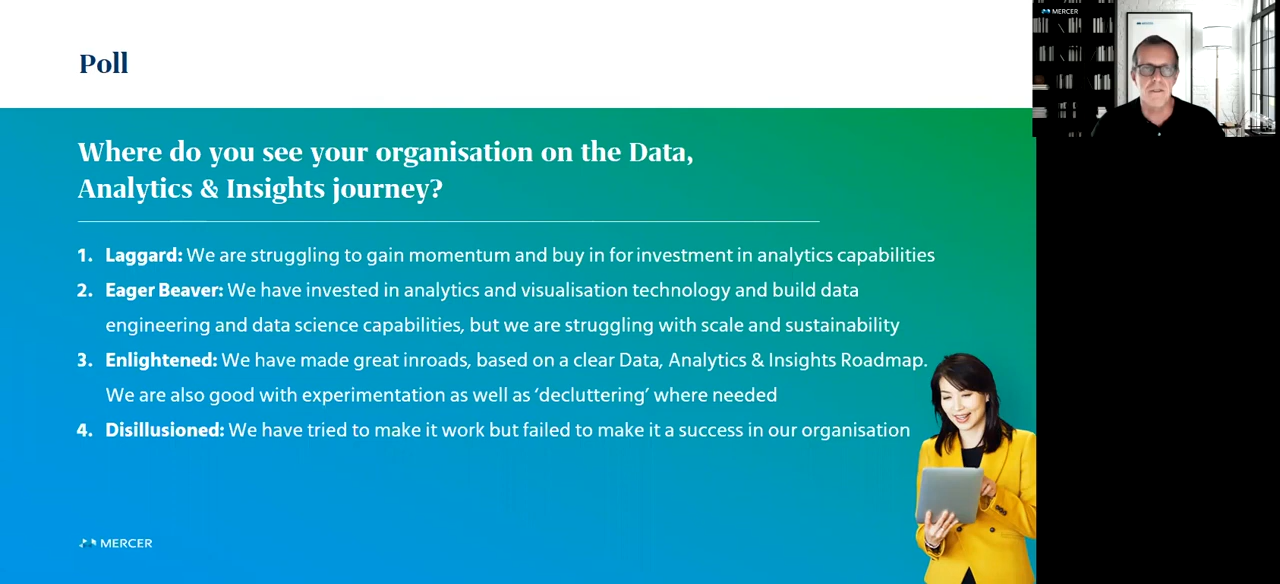 Poll
MERCER
Where do you see your organisation on the Data,
Analytics & Insights journey?
1. Laggard: We are struggling to gain momentum and buy in for investment in analytics capabilities
2. Eager Beaver: We have invested in analytics and visualisation technology and build data
engineering and data science capabilities, but we are struggling with scale and sustainability
3. Enlightened: We have made great inroads, based on a clear Data, Analytics & Insights Roadmap.
We are also good with experimentation as well as ‘decluttering’ where needed
4. Disillusioned: We have tried to make it work but failed to make it a success in our organisation
MERCER